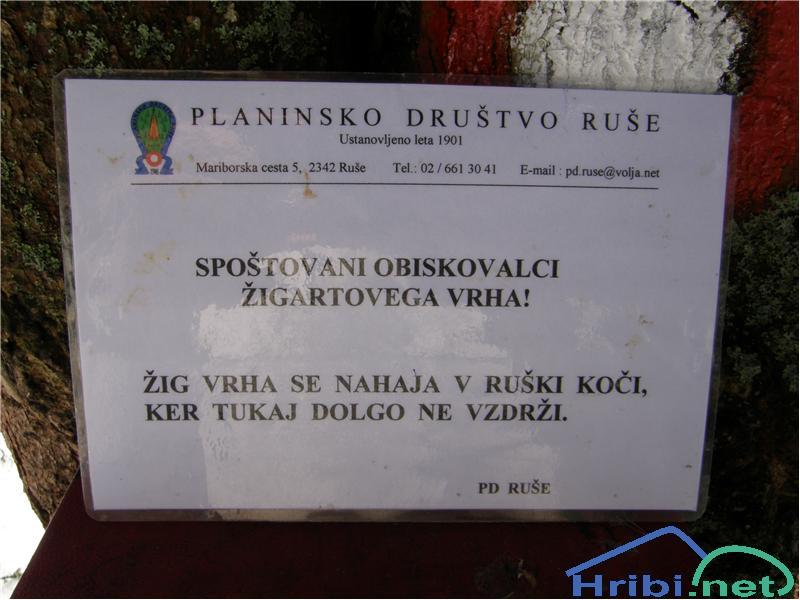 PLANINSKO DRUŠTVO RUŠE
Ustanovljeno leta 1901
Mariborska cesta 5, 2342 Ruše Tel.: 02 / 661 30 41 E-mail : pd.ruse@volja.net
SPOŠTOVANI OBISKOVALCI
ŽIGARTOVEGA VRHA!
ŽIG VRHA SE NAHAJA V RUŠKI KOČI,
KER TUKAJ DOLGO NE VZDRŽI.
PD RUŠE
Hribi.net